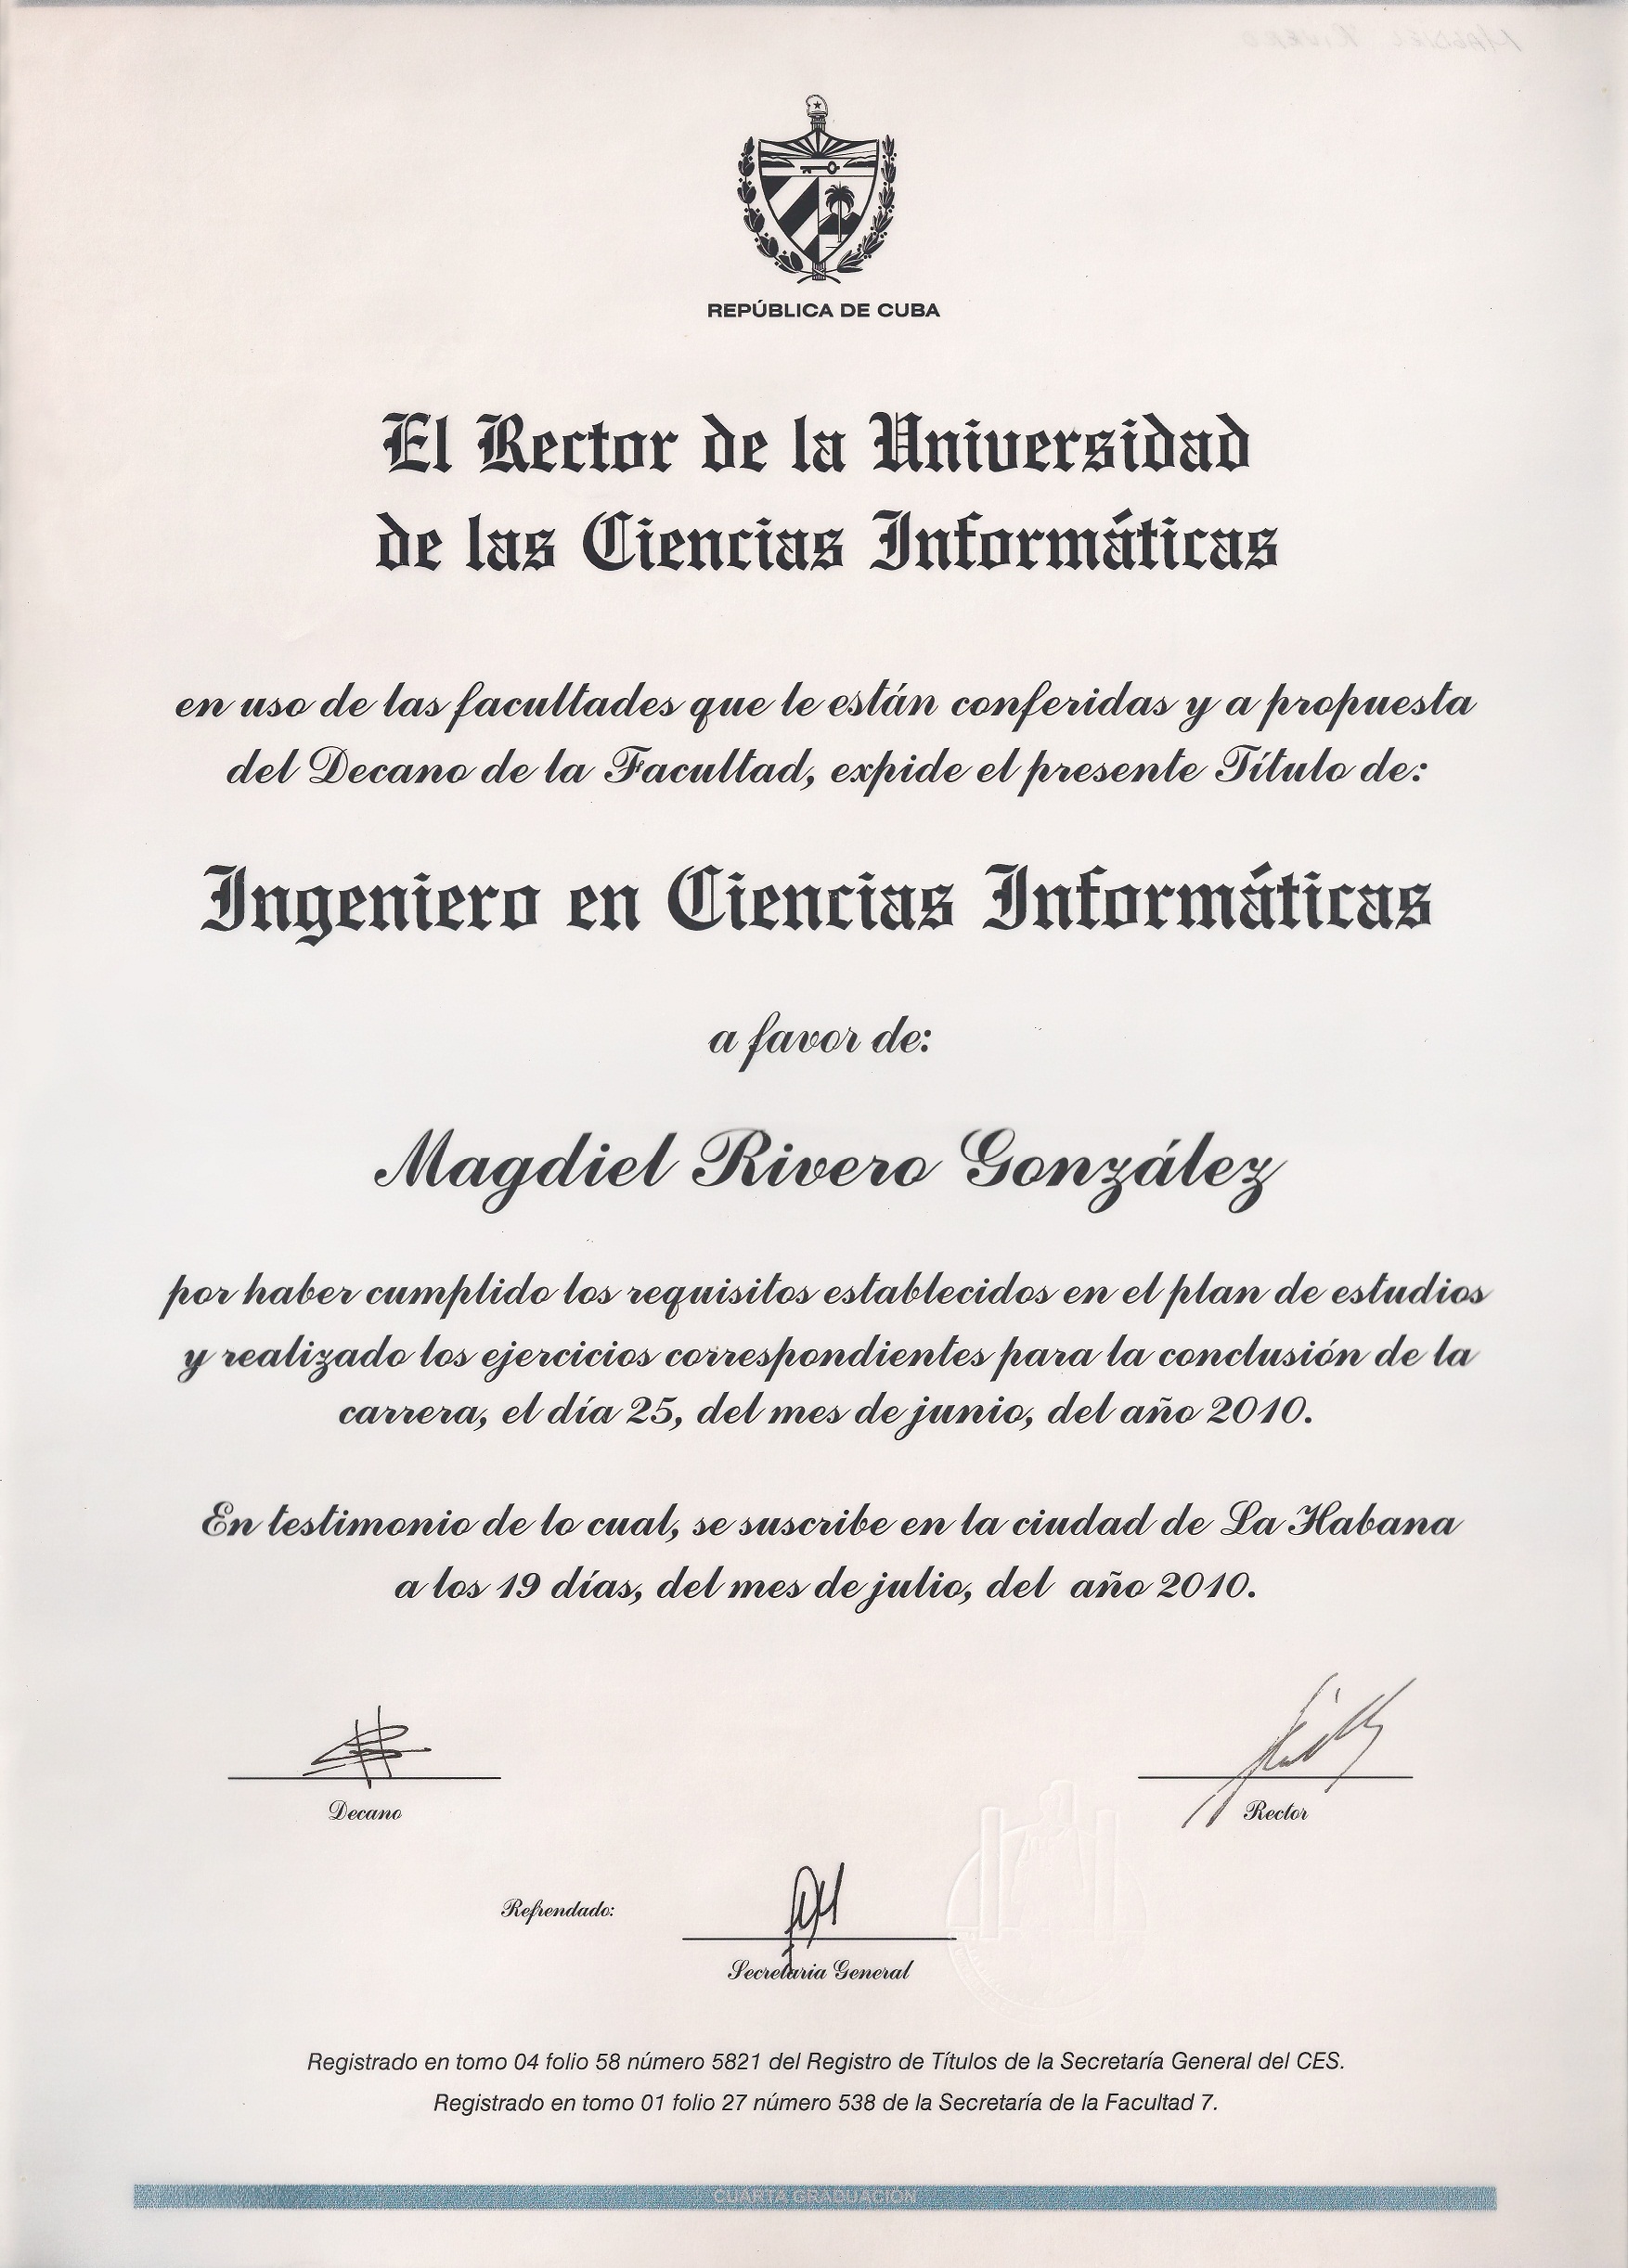 REPÚBLICA DE CUBA
El Rector de la Universidad
de las Ciencias Informáticas
en uso de las facultades que le están conferidas y a propuesta
del Decano de la Facultad, expide el presente Título de:
Ingeniero en Ciencias Informáticas
a favor de:
Magdiel Rivero González
por haber cumplido los requisitos establecidos en el plan de estudios
y realizado los ejercicios correspondientes para la conclusión de la
carrera, el día 25, del mes de junio, del año 2010.
En testimonio de lo cual, se suscribe en la ciudad de La Habana
a los 19 días, del mes de julio, del año 2010.
Decano
Rector
Refrendado:
Secretaria General
Registrado en tomo 04 folio 58 número 5821 del Registro de Títulos de la Secretaría General del CES.
Registrado en tomo 01 folio 27 número 538 de la Secretaría de la Facultad 7.
CUARTA GRADUACIÓN